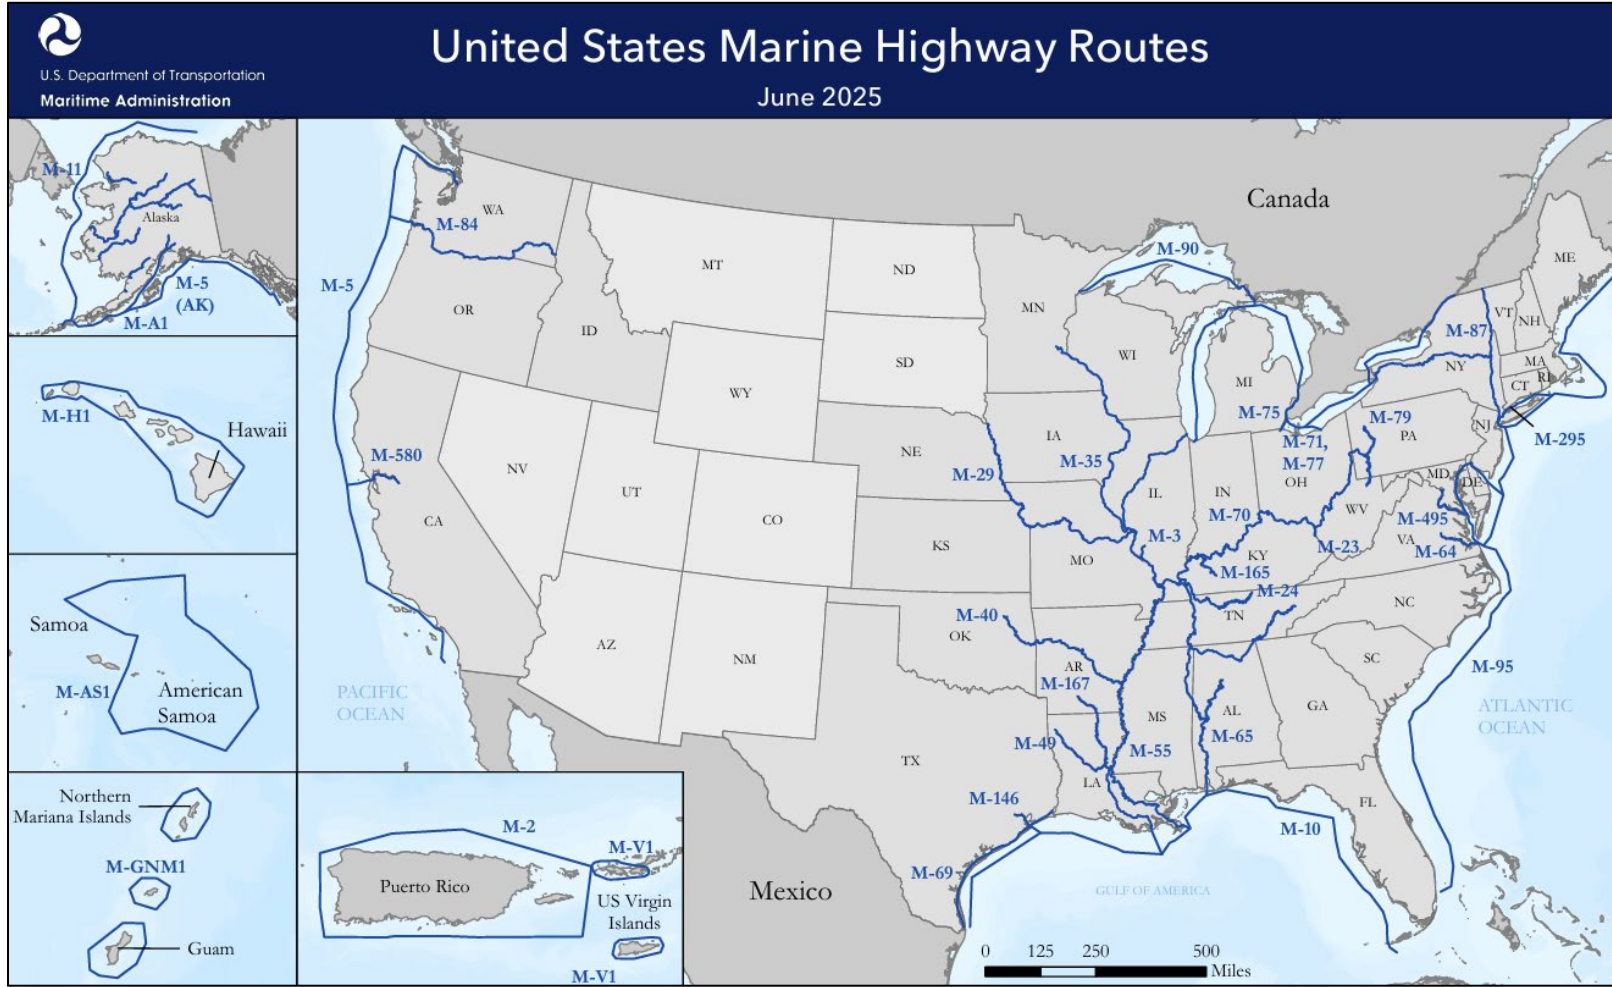 U.S. Department of Transportation
Maritime Administration
United States Marine Highway Routes
June 2025
M-11
Alaska
M-5
(AK)
M-A1
M-H1
Hawaii
Samoa
M-AS1
American
Samoa
Northern
Mariana Islands
M-GNM1
Guam
M-2
Puerto Rico
M-V1
US Virgin
Islands
M-V1
Canada
WA
M-84
MT
ND
M-90
ME
M-5
OR
ID
MN
VT
NH
M-87
SD
WI
MI
NY
MA
CT
RI
WY
M-75
M-79
NE
IA
M-71,
M-77
OH
PA
NJ
M-295
M-580
NV
M-29
M-35
MD
DE
UT
CO
IL
IN
M-70
WV
M-495
CA
KS
MO
M-3
KY
M-23
VA
M-64
M-165
M-24
M-40
OK
TN
NC
AZ
NM
AR
M-167
SC
M-95
PACIFIC
OCEAN
ATLANTIC
OCEAN
M-49
MS
M-55
AL
M-65
GA
TX
LA
M-146
FL
M-10
M-69
Mexico
GULF OF AMERICA
0 125 250 500
Miles